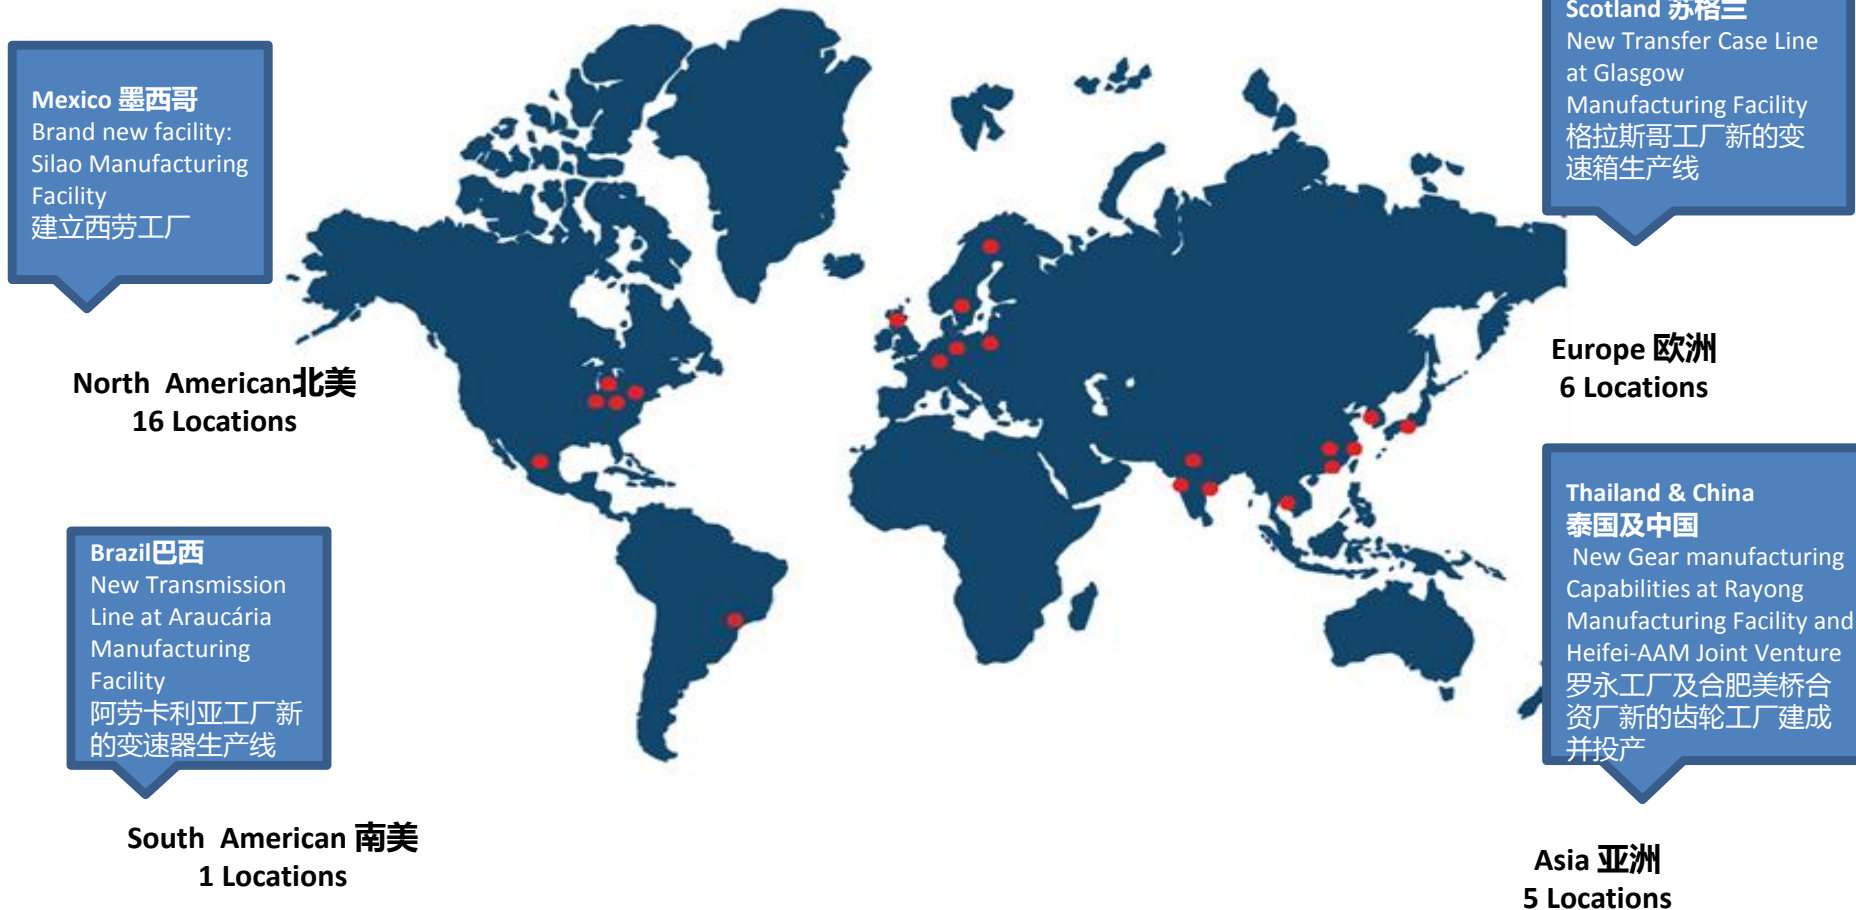 Mexico 墨西哥
Brand new facility:
Silao Manufacturing
Facility
建立西劳工厂
North  American北美
16 Locations
Brazil巴西
New Transmission
Line at Araucária
Manufacturing
Facility
阿劳卡利亚工厂新
的变速器生产线
South  American 南美
1 Locations
Scotland 苏格兰
New Transfer Case Line
at Glasgow
Manufacturing Facility
格拉斯哥工厂新的变
速箱生产线
Europe 欧洲
6 Locations
Thailand & China
泰国及中国
New Gear manufacturing
Capabilities at Rayong
Manufacturing Facility and
Heifei-AAM Joint Venture
罗永工厂及合肥美桥合
资厂新的齿轮工厂建成
并投产
Asia 亚洲
5 Locations